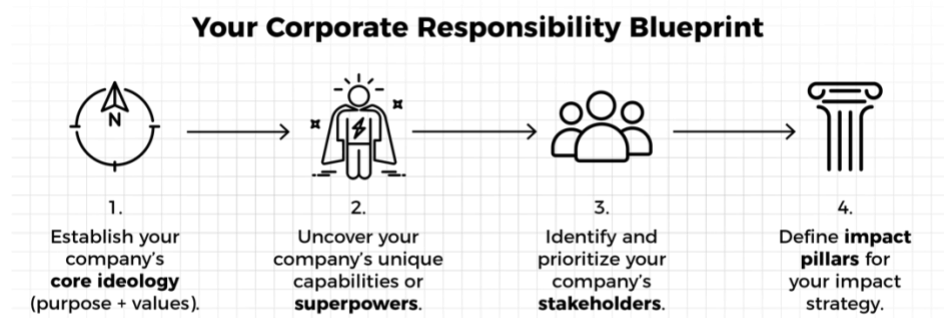 Your Corporate Responsibility Blueprint
N
1.
Establish your
company's
core ideology
(purpose + values).
2.
Uncover your
company's unique
capabilities or
superpowers.
3.
Identify and
prioritize your
company's
stakeholders.
4.
Define impact
pillars for
your impact
strategy.